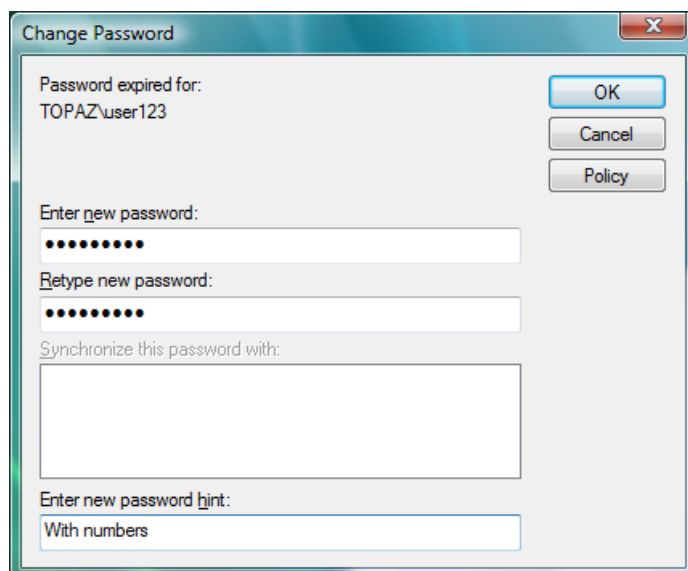 Change Password
Password expired for:
TOPAZ\user123
OK
Cancel
Policy
Enter new password:
●●●●●●●●●
Retype new password:
●●●●●●●●●
Synchronize this password with:
Enter new password hint:
With numbers